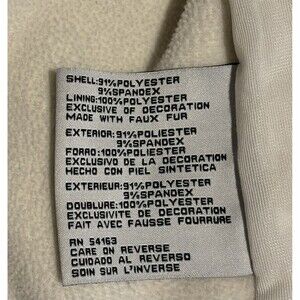 SHELL:91%POLYESTER
9%SPANDEX
LINING:100%POLYESTER
EXCLUSIVE OF DECORATION
MADE WITH FAUX FUR
EXTERIOR:91%POLIESTER
9%SPANDEX
FORRO:100%POLIESTER
EXCLUSIVO DE LA DECORACION
HECHO CON PIEL SINTETICA
EXTERIEUR:91%POLYESTER
9%SPANDEX
DOUBLURE:100%POLYESTER
EXCLUSIVITE DE DECORATION
FAIT AVEC FAUSSE FOURRURE
RN 54163
CARE ON REVERSE
CUIDADO AL REVERSO
SOIN SUR L'INVERSE